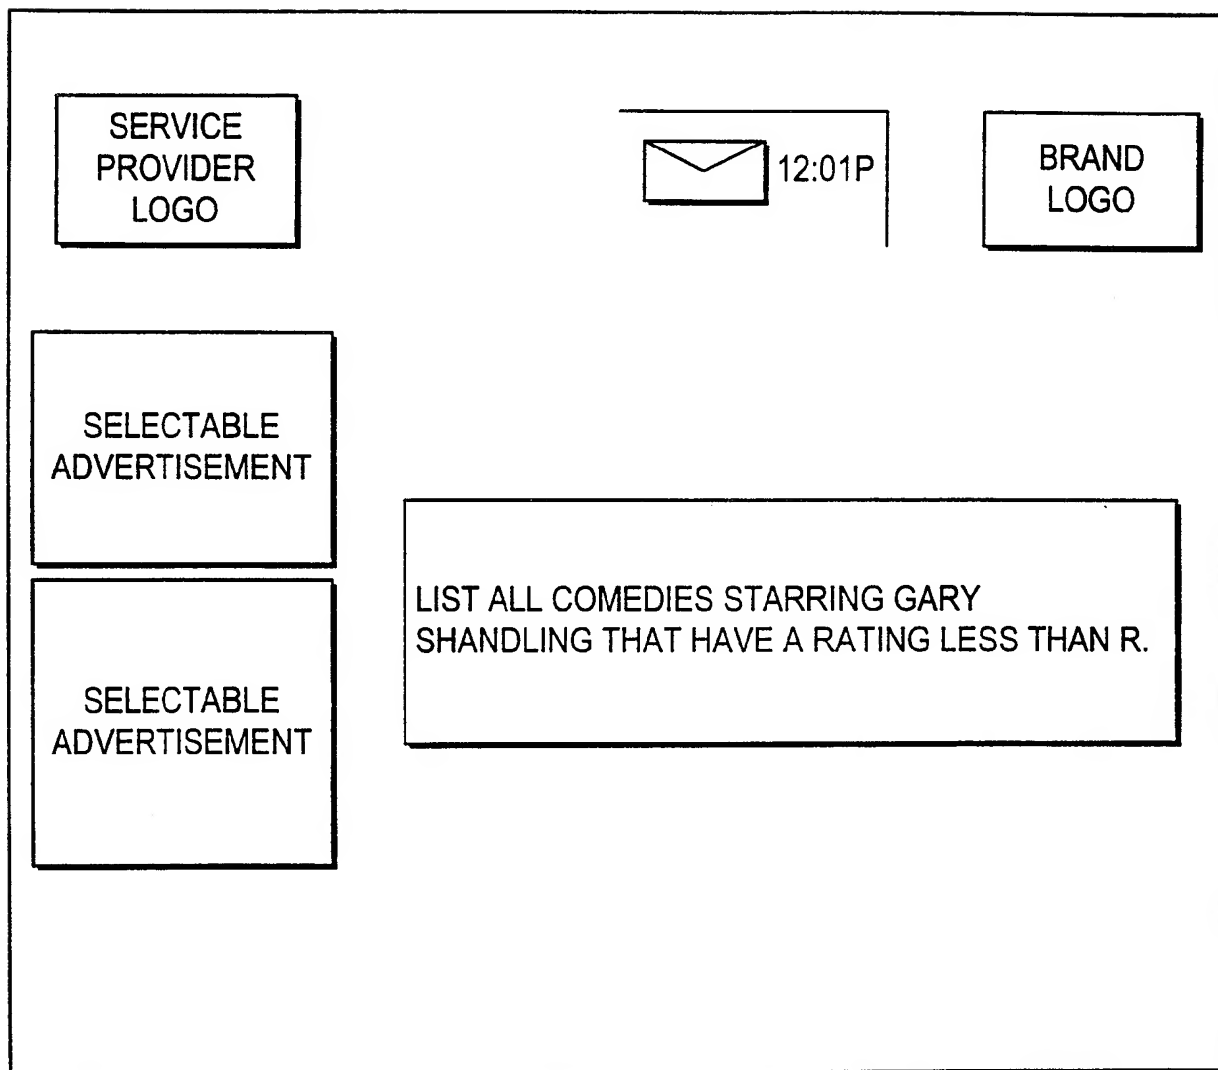 SERVICE
PROVIDER
LOGO
12:01P
BRAND
LOGO
SELECTABLE
ADVERTISEMENT
LIST ALL COMEDIES STARRING GARY
SHANDLING THAT HAVE A RATING LESS THAN R.
SELECTABLE
ADVERTISEMENT